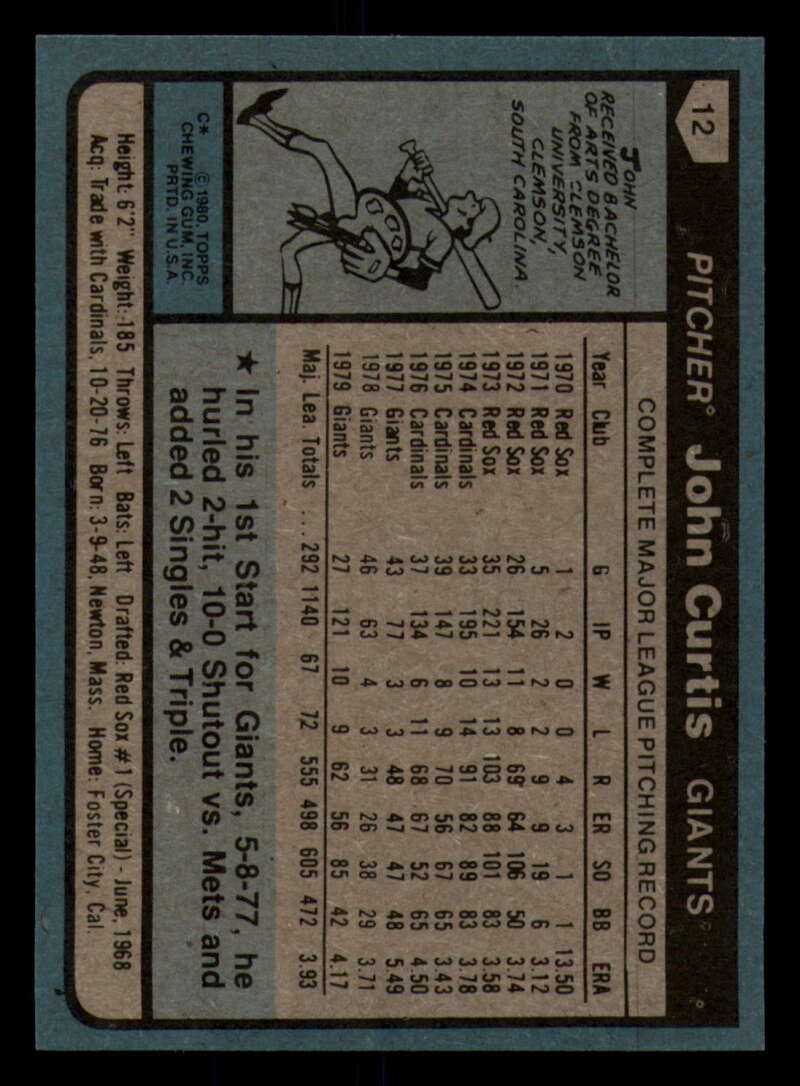 12 PITCHER John Curtis GIANTS
JOHN
RECEIVED BACHELOR
OF ARTS DEGREE
FROM CLEMSON
UNIVERSITY,
CLEMSON,
SOUTH CAROLINA.
C* © 1980, TOPPS
CHEWING GUM, INC.
PRTD. IN U.S.A.
COMPLETE MAJOR LEAGUE PITCHING RECORD
Year Club G IP W L R ER SO BB ERA
1970 Red Sox 1 2 0 0 4 3 1 1 13.50
1971 Red Sox 5 26 2 2 9 9 19 6 3.12
1972 Red Sox 26 154 11 8 69 64 106 50 3.74
1973 Red Sox 35 221 13 13 103 88 101 83 3.58
1974 Cardinals 33 195 10 14 91 82 89 83 3.78
1975 Cardinals 39 147 8 9 70 56 67 65 3.43
1976 Cardinals 37 134 6 11 68 67 52 65 4.50
1977 Giants 43 77 3 3 48 47 47 48 5.49
1978 Giants 46 63 4 3 31 26 38 29 3.71
1979 Giants 27 121 10 9 62 56 85 42 4.17
Maj. Lea. Totals ... 292 1140 67 72 555 498 605 472 3.93
★ In his 1st Start for Giants, 5-8-77, he
hurled 2-hit, 10-0 Shutout vs. Mets and
added 2 Singles & Triple.
Height: 6'2" Weight: 185 Throws: Left Bats: Left Drafted: Red Sox #1 (Special) - June, 1968
Acq: Trade with Cardinals, 10-20-76 Born: 3-9-48, Newton, Mass. Home: Foster City, Cal.